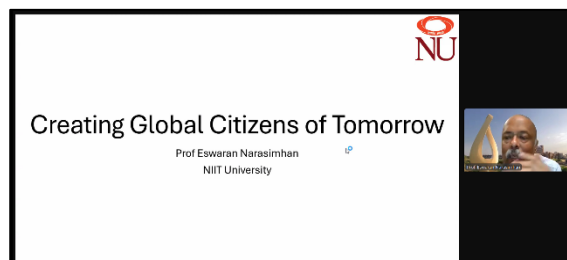 NU
Creating Global Citizens of Tomorrow
Prof Eswaran Narasimhan
NIIT University